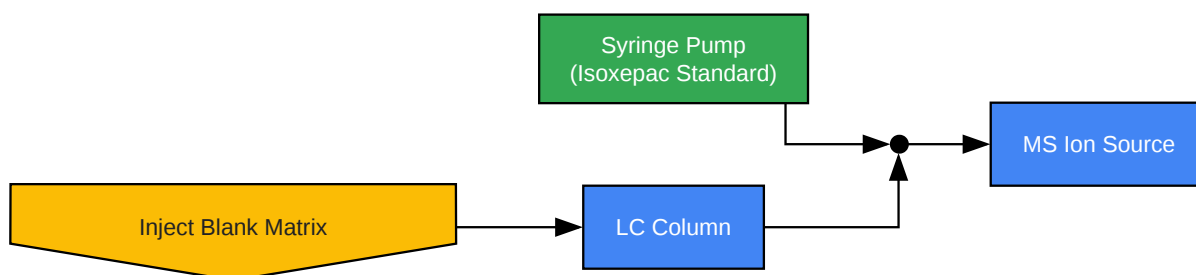 Syringe Pump
(Isoxepac Standard)
MS Ion Source
Inject Blank Matrix
LC Column